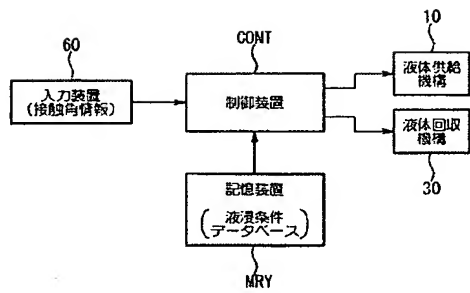 CONT
60
10
入力装置
(接触角情報)
制御装置
液体供給
機構
液体回収
機構
30
記憶装置
(液浸条件
データベース)
MRY